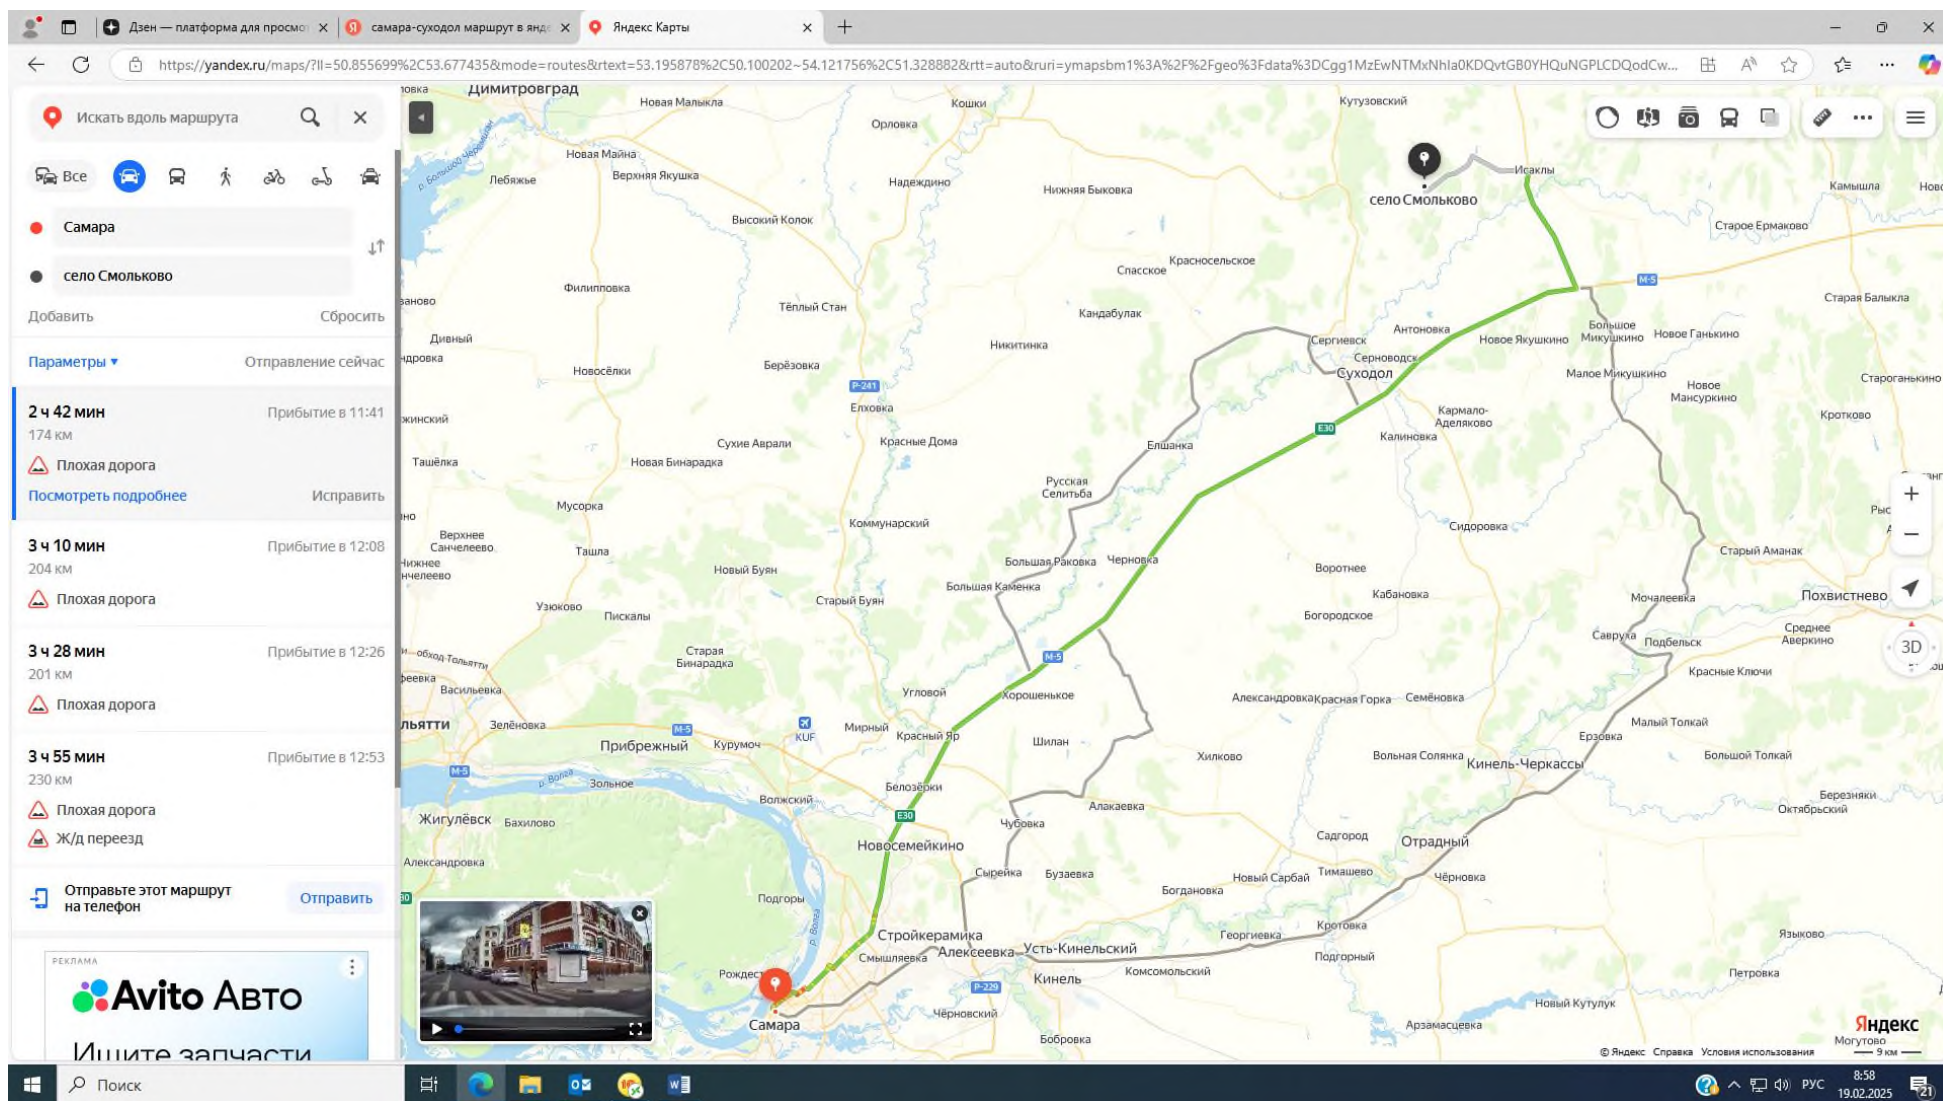 Дзен — платформа для просмо
самара-суходол маршрут в янде
Яндекс Карты
https://yandex.ru/maps/?ll=50.855699%2C53.677435&mode=routes&rtext=53.195878%2C50.100202~54.121756%2C51.328882&rtt=auto&ruri=ymapsbm1%3A%2F%2Fgeo%3Fdata%3DCgg1MzEwNTMxNhIa0KDQvtGB0YHQuNGPLCDQodCw...
Искать вдоль маршрута
Все
Самара
село Смольково
Добавить
Сбросить
Параметры
Отправление сейчас
2 ч 42 мин
Прибытие в 11:41
174 км
Плохая дорога
Посмотреть подробнее
Исправить
3 ч 10 мин
Прибытие в 12:08
204 км
Плохая дорога
3 ч 28 мин
Прибытие в 12:26
201 км
Плохая дорога
3 ч 55 мин
Прибытие в 12:53
230 км
Плохая дорога
Ж/д переезд
Отправьте этот маршрут
на телефон
Отправить
РЕКЛАМА
Avito Авто
Ищите запчасти
Димитровград
Новая Малыкла
Кошки
Кутузовский
Орловка
Новая Майна
р. Большой Черемшан
Лебяжье
Верхняя Якушка
Надеждино
Нижняя Быковка
село Смольково
Исаклы
Камышла
Высокий Колок
Старое Ермаково
Красносельское
Спасское
M-5
Филипповка
Тёплый Стан
Кандабулак
Старая Балыкла
Дивный
Никитинка
Сергиевск
Антоновка
Новое Якушкино
Большое
Микушкино
Новое Ганькино
Серноводск
Суходол
Новосёлки
Берёзовка
Р-241
Малое Микушкино
Новое
Мансуркино
Староганькино
Елховка
Кармало-
Аделяково
Кротково
E30
Калиновка
Сухие Аврали
Красные Дома
Елшанка
Ташёлка
Новая Бинарадка
Русская
Селитьба
Мусорка
Коммунарский
Сидоровка
Верхнее
Санчелеево
Ташла
Старый Аманак
Новый Буян
Большая Раковка
Черновка
Воротнее
Большая Каменка
Кабановка
Похвистнево
Узюково
Пискалы
Старый Буян
Богородское
Мочалеевка
Савруха
Подбельск
Среднее
Аверкино
3D
обход Тольятти
Старая
Бинарадка
M-5
Красные Ключи
Васильевка
Угловой
Хорошенькое
Александровка
Красная Горка
Семёновка
Зелёновка
M-5
KUF
Мирный
Красный Яр
Малый Толкай
Прибрежный
Курумоч
Шилан
Хилково
Вольная Солянка
Кинель-Черкассы
Ерзовка
Большой Толкай
M-5
р. Волга
Зольное
Белозёрки
Волжский
Алакаевка
Березняки
Октябрьский
Жигулёвск
Бахилово
E30
Чубовка
Садгород
Отрадный
Новосемейкино
Александровка
Сырейка
Бузаевка
Богдановка
Новый Сарбай
Тимашево
Чёрновка
Подгоры
р. Волга
Стройкерамика
Георгиевка
Кротовка
Языково
Смышляевка
Алексеевка
Усть-Кинельский
Подгорный
Рождест
Кинель
Комсомольский
Петровка
Р-229
Новый Кутулук
Чёрновский
Самара
Арзамасцевка
Бобровка
Яндекс
Могутово
© Яндекс Справка Условия использования
9 км
Поиск
РУС
8:58
19.02.2025
21